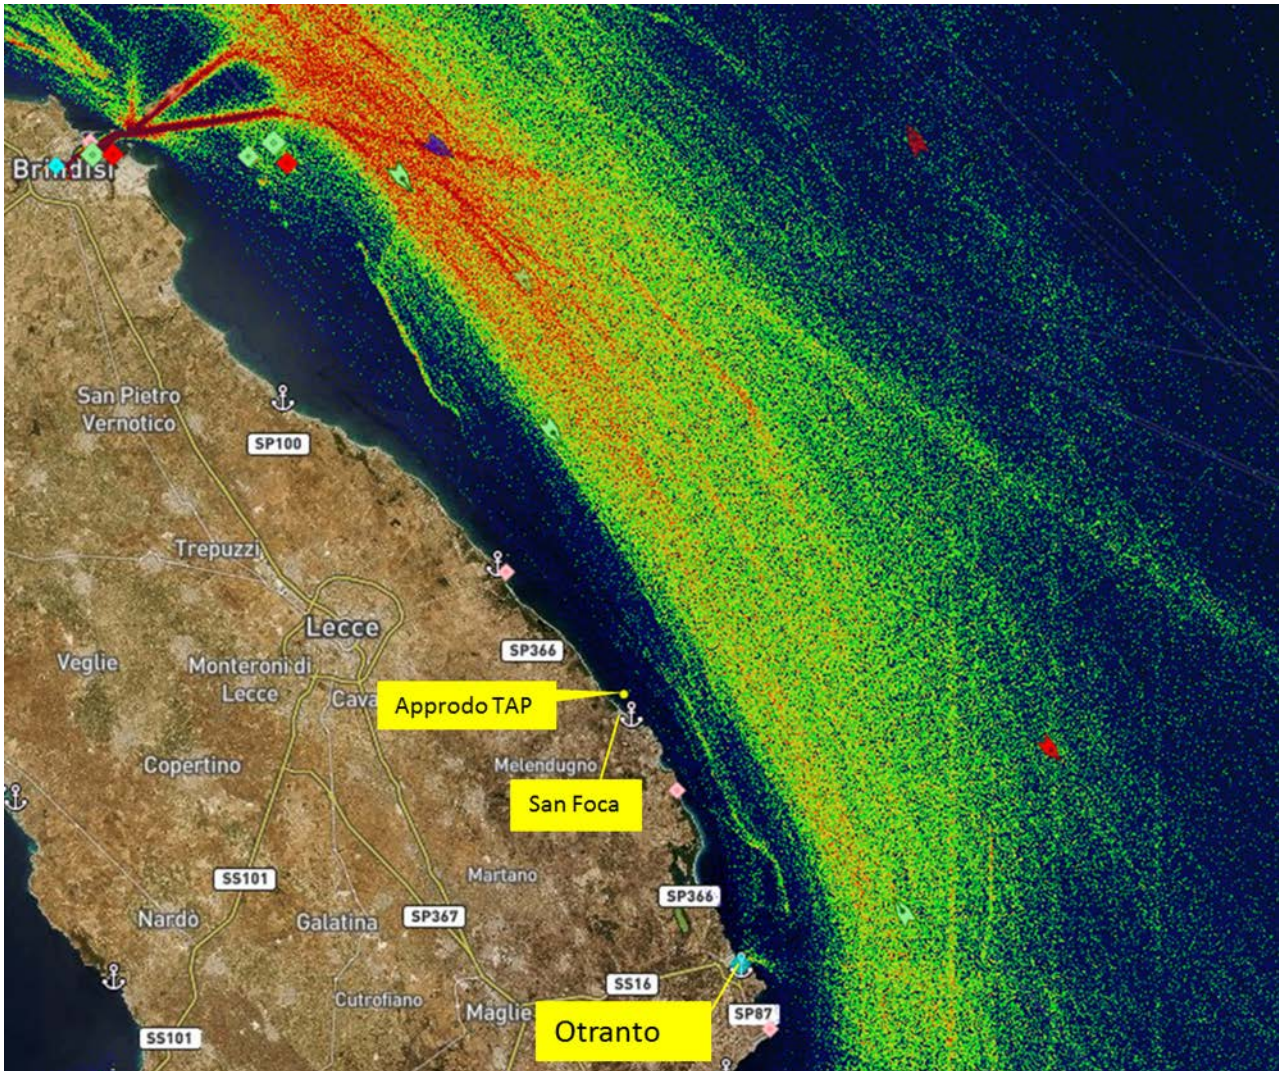 Brindisi
San Pietro
Vernotico
SP100
Trepuzzi
Lecce
SP366
Veglie
Monteroni di
Lecce
Cava
Approdo TAP
Copertino
Melendugno
San Foca
SS101
Martano
SP366
Nardò
Galatina
SP367
SS16
Cutrofiano
Maglie
SP87
Otranto
SS101